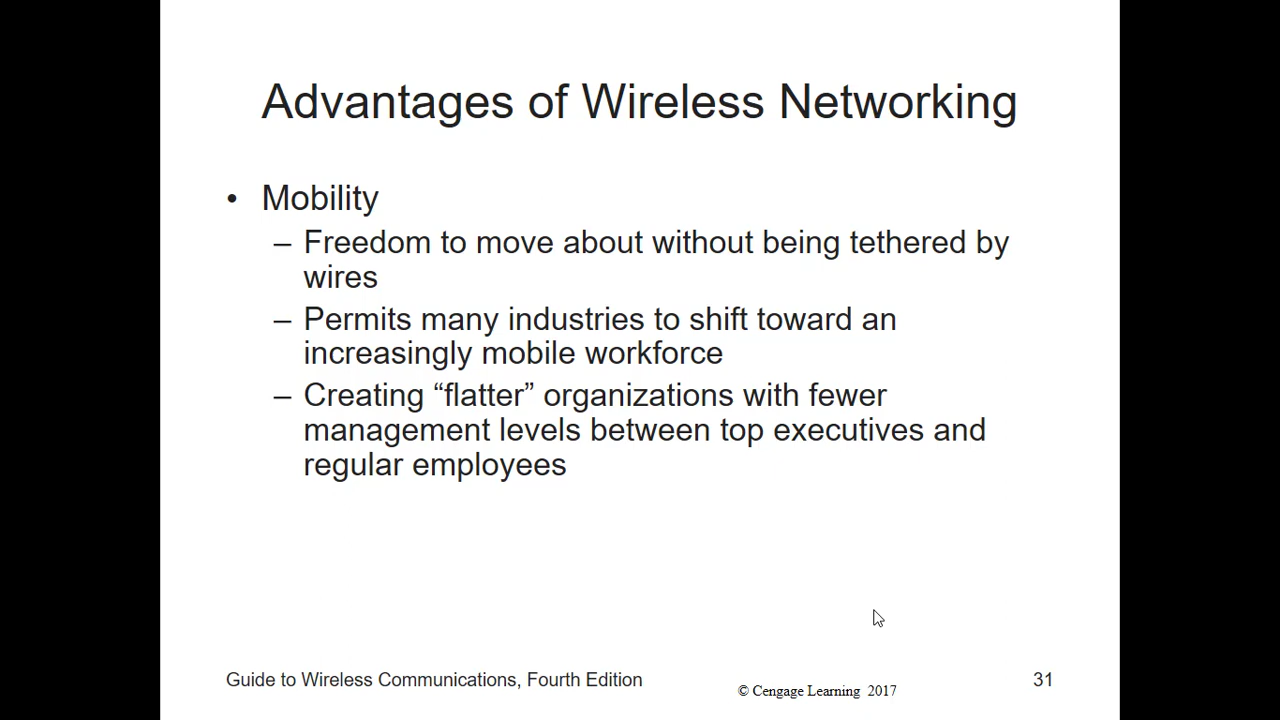 Advantages of Wireless Networking
• Mobility
– Freedom to move about without being tethered by
wires
– Permits many industries to shift toward an
increasingly mobile workforce
– Creating “flatter” organizations with fewer
management levels between top executives and
regular employees
Guide to Wireless Communications, Fourth Edition
© Cengage Learning 2017
31